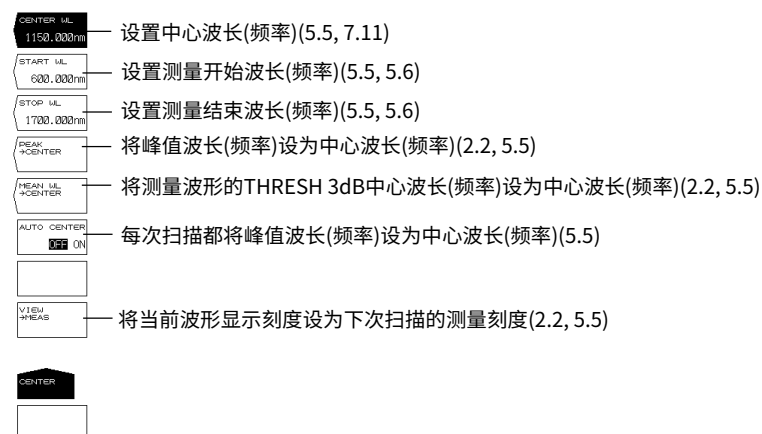 CENTER WL
1150.000nm
设置中心波长(频率)(5.5, 7.11)
START WL
600.000nm
设置测量开始波长(频率)(5.5, 5.6)
STOP WL
1700.000nm
设置测量结束波长(频率)(5.5, 5.6)
PEAK
→CENTER
将峰值波长(频率)设为中心波长(频率)(2.2, 5.5)
MEAN WL
→CENTER
将测量波形的THRESH 3dB中心波长(频率)设为中心波长(频率)(2.2, 5.5)
AUTO CENTER
OFF ON
每次扫描都将峰值波长(频率)设为中心波长(频率)(5.5)
VIEW
→MEAS
将当前波形显示刻度设为下次扫描的测量刻度(2.2, 5.5)
CENTER